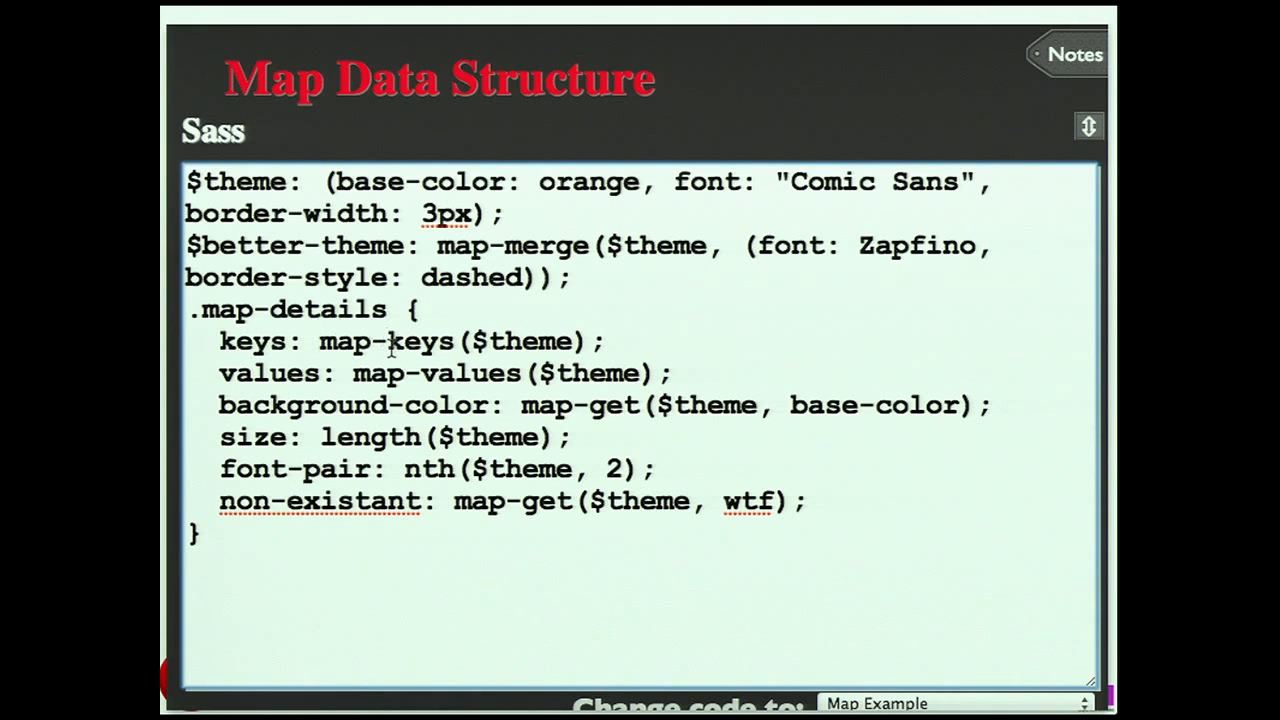 Notes
Map Data Structure
Sass
$theme: (base-color: orange, font: "Comic Sans",
border-width: 3px);
$better-theme: map-merge($theme, (font: Zapfino,
border-style: dashed));
.map-details {
  keys: map-keys($theme);
  values: map-values($theme);
  background-color: map-get($theme, base-color);
  size: length($theme);
  font-pair: nth($theme, 2);
  non-existant: map-get($theme, wtf);
}
Change code to: Map Example